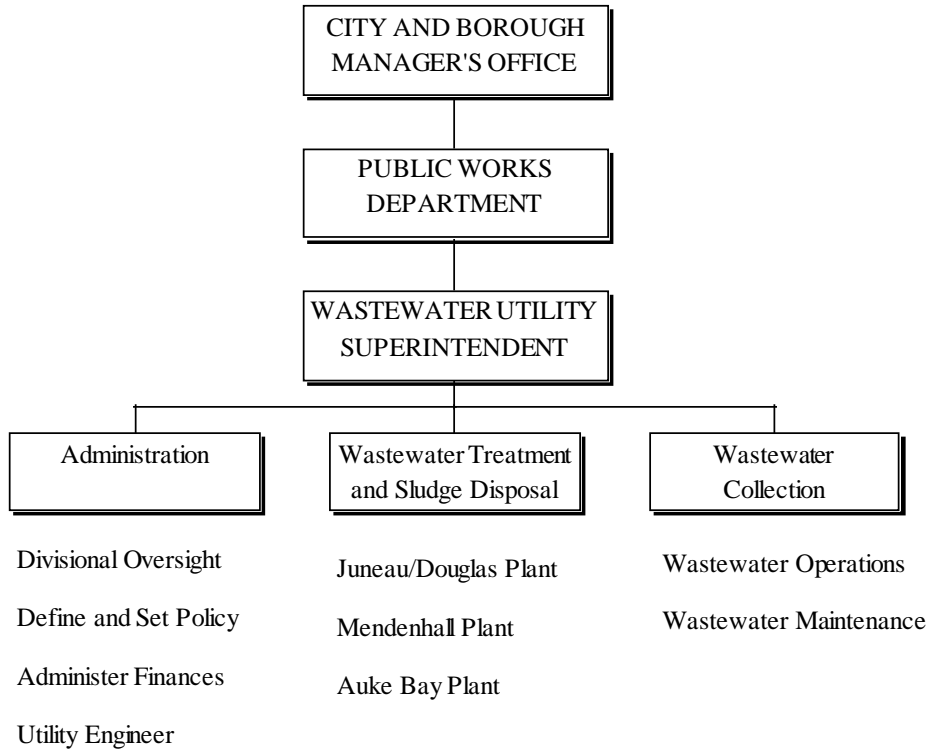 CITY AND BOROUGH
MANAGER'S OFFICE
PUBLIC WORKS
DEPARTMENT
WASTEWATER UTILITY
SUPERINTENDENT
Administration
Wastewater Treatment
and Sludge Disposal
Wastewater
Collection
Divisional Oversight
Define and Set Policy
Administer Finances
Utility Engineer
Juneau/Douglas Plant
Mendenhall Plant
Auke Bay Plant
Wastewater Operations
Wastewater Maintenance